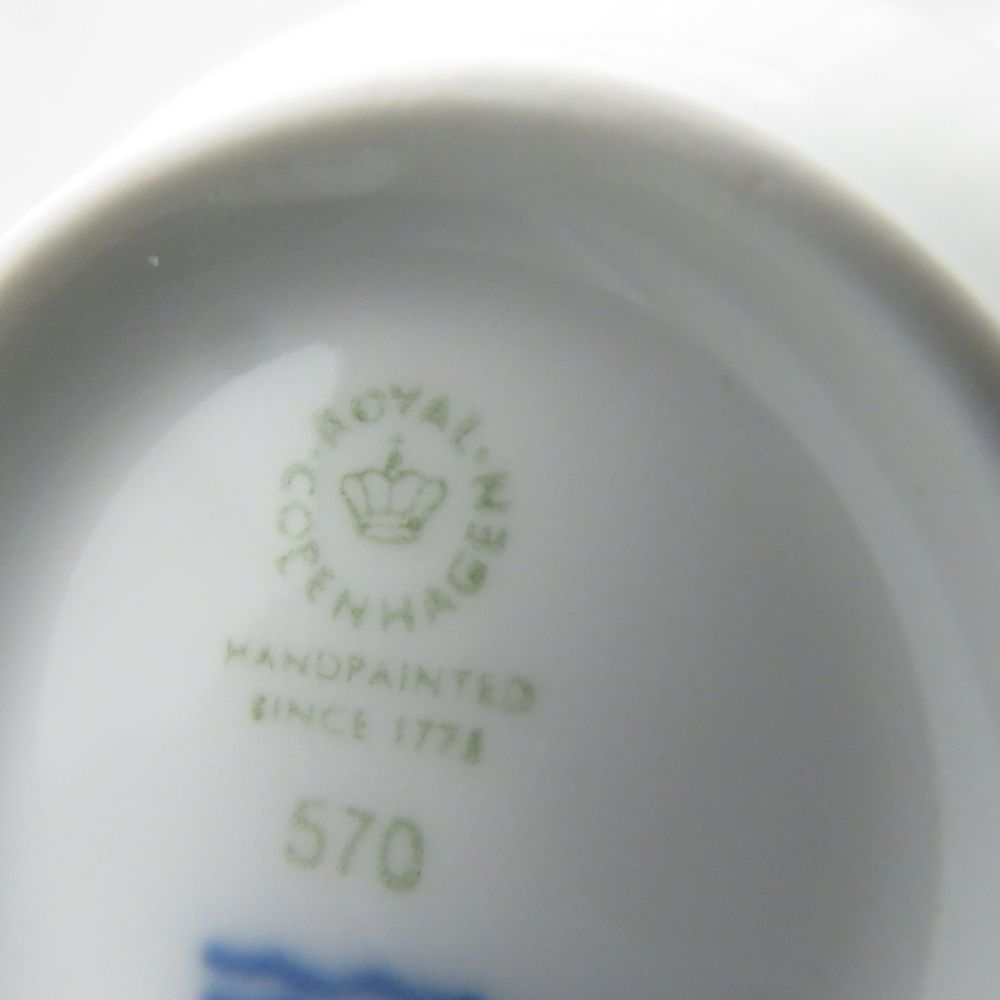 ROYAL
COPENHAGEN
HANDPAINTED
SINCE 1775
570